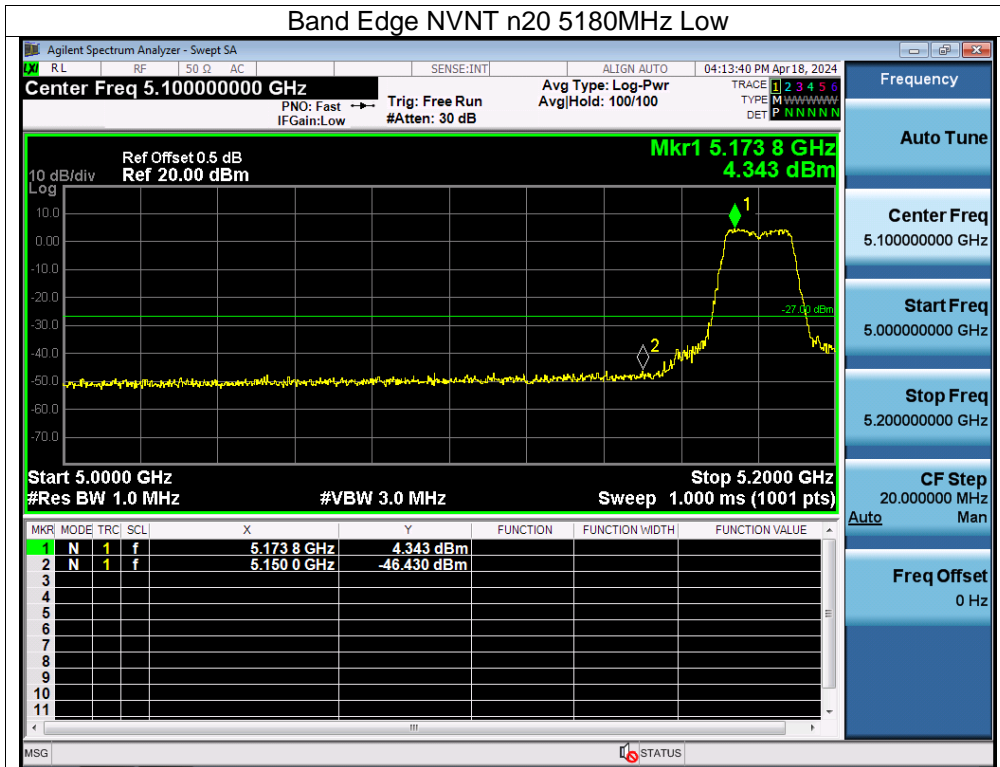 Band Edge NVNT n20 5180MHz Low
Agilent Spectrum Analyzer - Swept SA
LXI RL RF 50 Ω AC SENSE:INT ALIGN AUTO 04:13:40 PM Apr 18, 2024
Center Freq 5.100000000 GHz
PNO: Fast
IFGain:Low
Trig: Free Run
#Atten: 30 dB
Avg Type: Log-Pwr
Avg|Hold: 100/100
TRACE 1 2 3 4 5 6
TYPE M WWWWW
DET P N N N N N
Mkr1 5.173 8 GHz
4.343 dBm
Ref Offset 0.5 dB
10 dB/div Ref 20.00 dBm
Log
10.0
0.00
-10.0
-20.0
-30.0
-40.0
-50.0
-60.0
-70.0
1
-27.00 dBm
2
Start 5.0000 GHz Stop 5.2000 GHz
#Res BW 1.0 MHz #VBW 3.0 MHz Sweep 1.000 ms (1001 pts)
MKR MODE TRC SCL X Y FUNCTION FUNCTION WIDTH FUNCTION VALUE
1 N 1 f 5.173 8 GHz 4.343 dBm
2 N 1 f 5.150 0 GHz -46.430 dBm
3
4
5
6
7
8
9
10
11
MSG STATUS
Frequency
Auto Tune
Center Freq
5.100000000 GHz
Start Freq
5.000000000 GHz
Stop Freq
5.200000000 GHz
CF Step
20.000000 MHz
Auto Man
Freq Offset
0 Hz